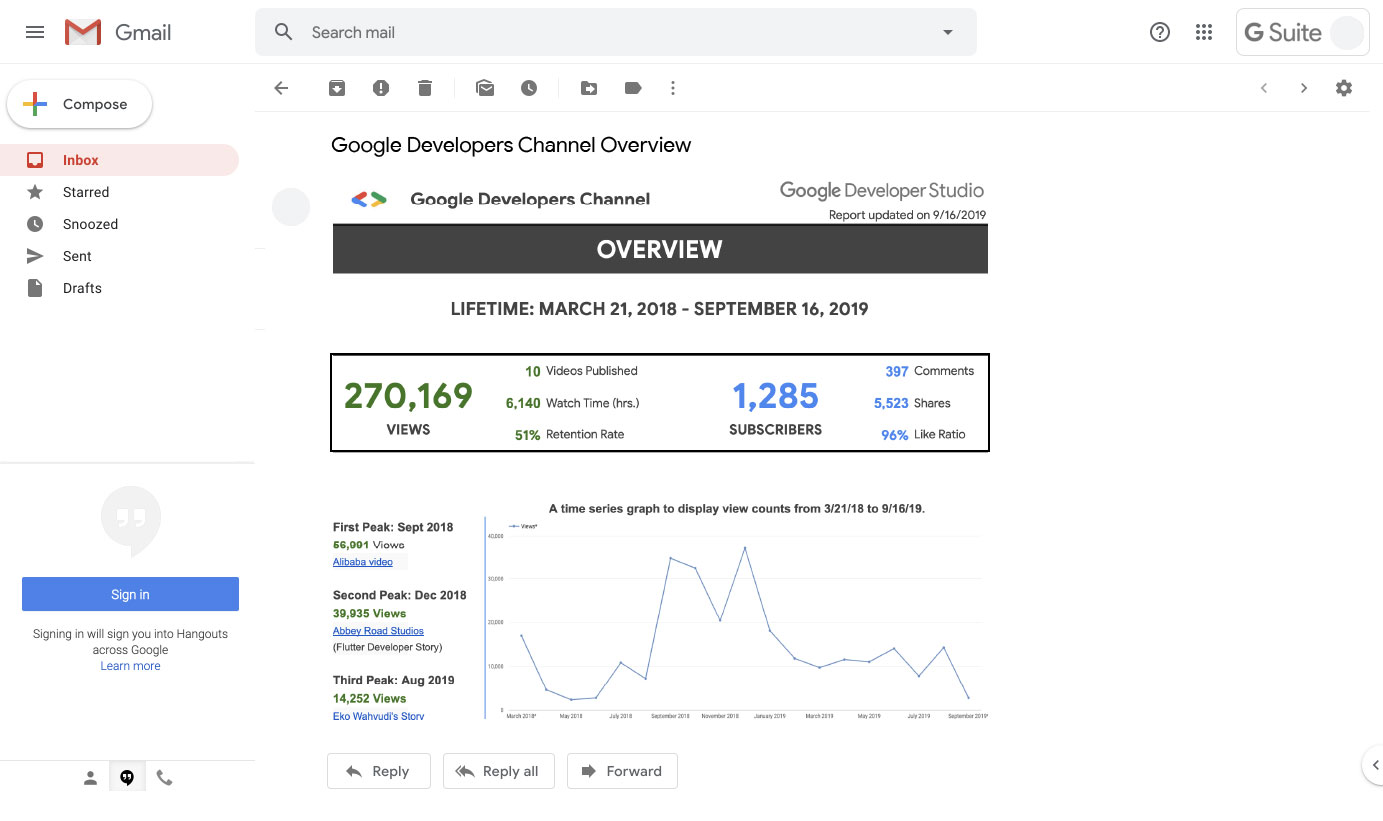 Gmail
Search mail
G Suite
Compose
Inbox
Starred
Snoozed
Sent
Drafts
Sign in
Signing in will sign you into Hangouts
across Google
Learn more
Google Developers Channel Overview
Google Developers Channel
Google Developer Studio
Report updated on 9/16/2019
OVERVIEW
LIFETIME: MARCH 21, 2018 - SEPTEMBER 16, 2019
270,169
VIEWS
10 Videos Published
6,140 Watch Time (hrs.)
51% Retention Rate
1,285
SUBSCRIBERS
397 Comments
5,523 Shares
96% Like Ratio
First Peak: Sept 2018
56,991 Views
Alibaba video
Second Peak: Dec 2018
39,935 Views
Abbey Road Studios
(Flutter Developer Story)
Third Peak: Aug 2019
14,252 Views
Eko Wahyudi's Story
A time series graph to display view counts from 3/21/18 to 9/16/19.
Views*
40,000
30,000
20,000
10,000
0
March 2018* May 2018 July 2018 September 2018 November 2018 January 2019 March 2019 May 2019 July 2019 September 2019*
Reply
Reply all
Forward